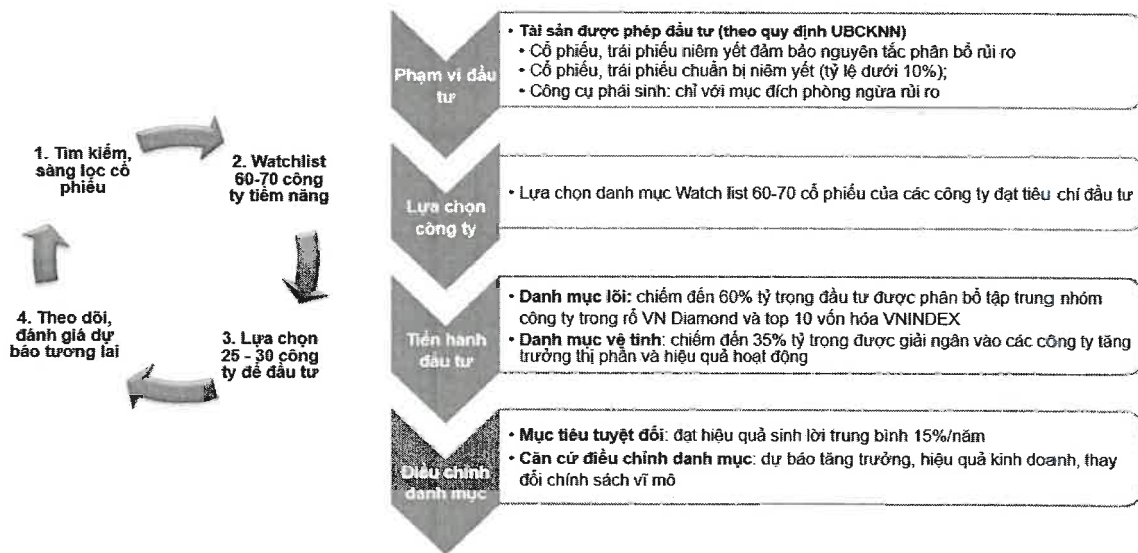 1. Tìm kiếm,
sàng lọc cổ
phiếu
2. Watchlist
60-70 công
ty tiềm năng
3. Lựa chọn
25 - 30 công
ty để đầu tư
4. Theo dõi,
đánh giá dự
báo tương lai
Phạm vi đầu
tư
• Tài sản được phép đầu tư (theo quy định UBCKNN)
• Cổ phiếu, trái phiếu niêm yết đảm bảo nguyên tắc phân bổ rủi ro
• Cổ phiếu, trái phiếu chuẩn bị niêm yết (tỷ lệ dưới 10%);
• Công cụ phái sinh: chỉ với mục đích phòng ngừa rủi ro
Lựa chọn
công ty
• Lựa chọn danh mục Watch list 60-70 cổ phiếu của các công ty đạt tiêu chí đầu tư
Tiến hành
đầu tư
• Danh mục lõi: chiếm đến 60% tỷ trọng đầu tư được phân bổ tập trung nhóm
công ty trong rổ VN Diamond và top 10 vốn hóa VNINDEX
• Danh mục vệ tinh: chiếm đến 35% tỷ trọng được giải ngân vào các công ty tăng
trưởng thị phần và hiệu quả hoạt động
Điều chỉnh
danh mục
• Mục tiêu tuyệt đối: đạt hiệu quả sinh lời trung bình 15%/năm
• Căn cứ điều chỉnh danh mục: dự báo tăng trưởng, hiệu quả kinh doanh, thay
đổi chính sách vĩ mô